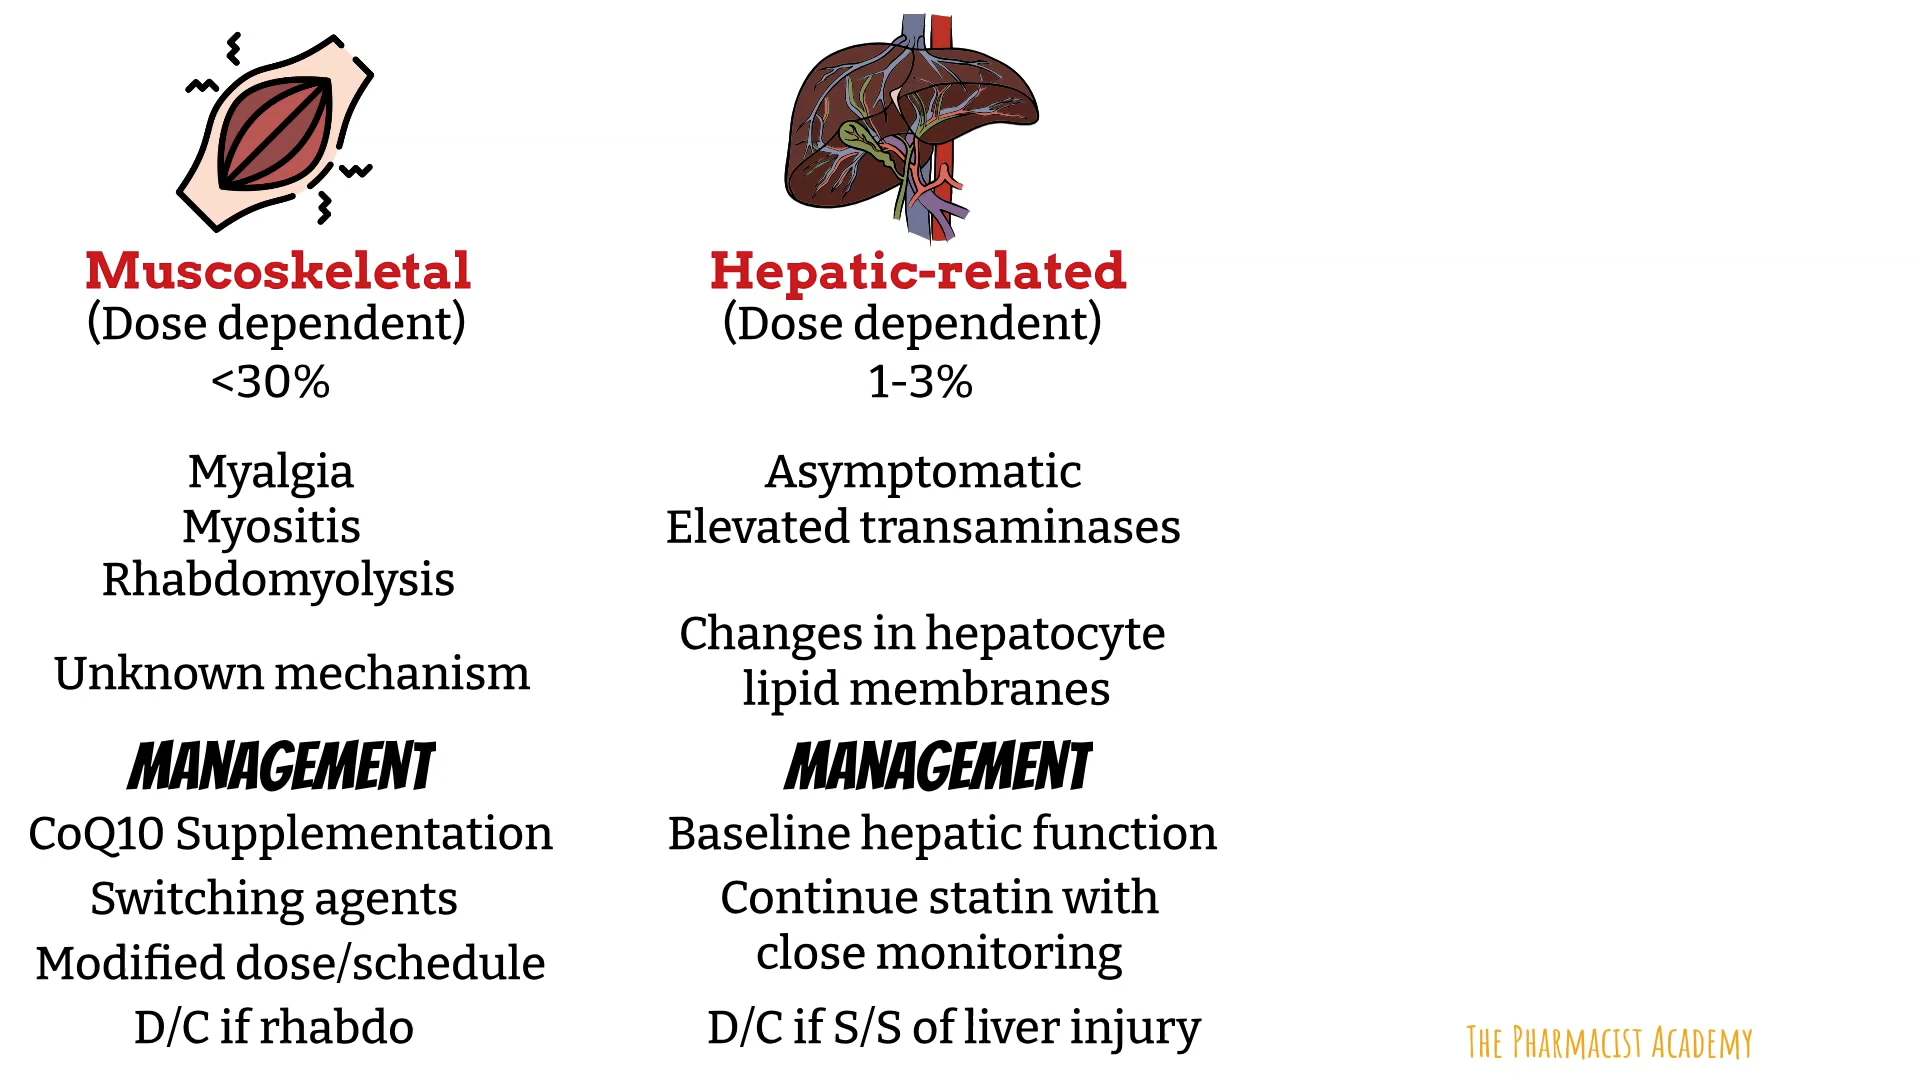 Muscoskeletal
(Dose dependent)
<30%
Myalgia
Myositis
Rhabdomyolysis
Unknown mechanism
MANAGEMENT
CoQ10 Supplementation
Switching agents
Modified dose/schedule
D/C if rhabdo
Hepatic-related
(Dose dependent)
1-3%
Asymptomatic
Elevated transaminases
Changes in hepatocyte
lipid membranes
MANAGEMENT
Baseline hepatic function
Continue statin with
close monitoring
D/C if S/S of liver injury
The Pharmacist Academy